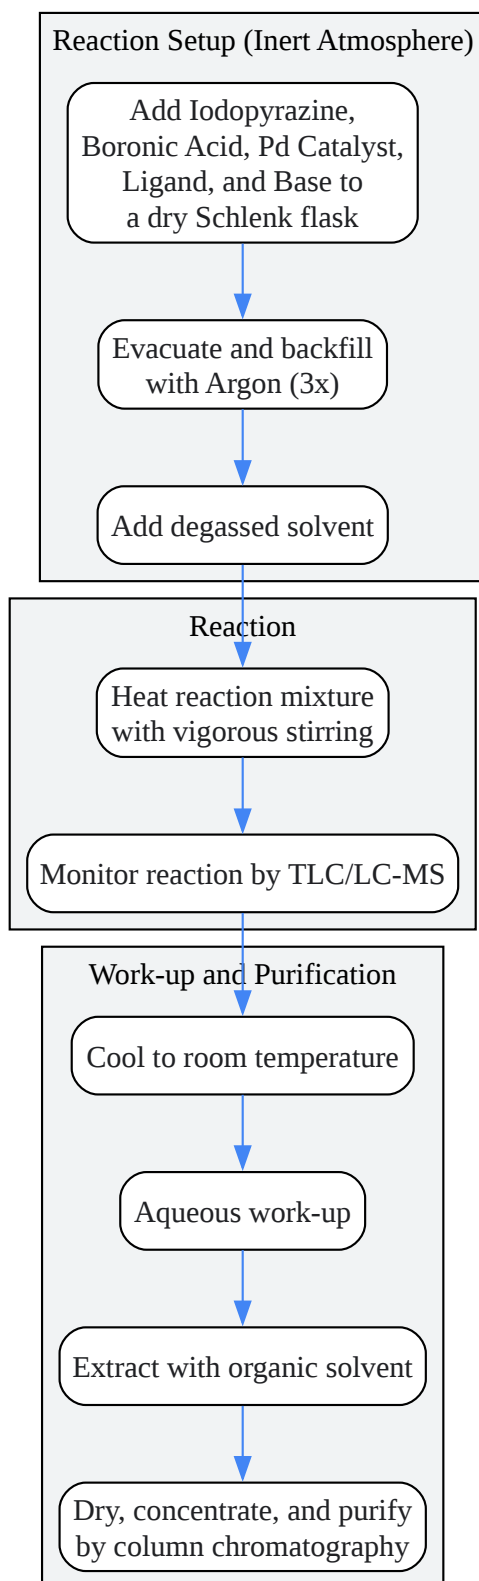 Reaction Setup (Inert Atmosphere)
Add Iodopyrazine,
Boronic Acid, Pd Catalyst,
Ligand, and Base to
a dry Schlenk flask
Evacuate and backfill
with Argon (3x)
Add degassed solvent
Reaction
Heat reaction mixture
with vigorous stirring
Monitor reaction by TLC/LC-MS
Work-up and Purification
Cool to room temperature
Aqueous work-up
Extract with organic solvent
Dry, concentrate, and purify
by column chromatography